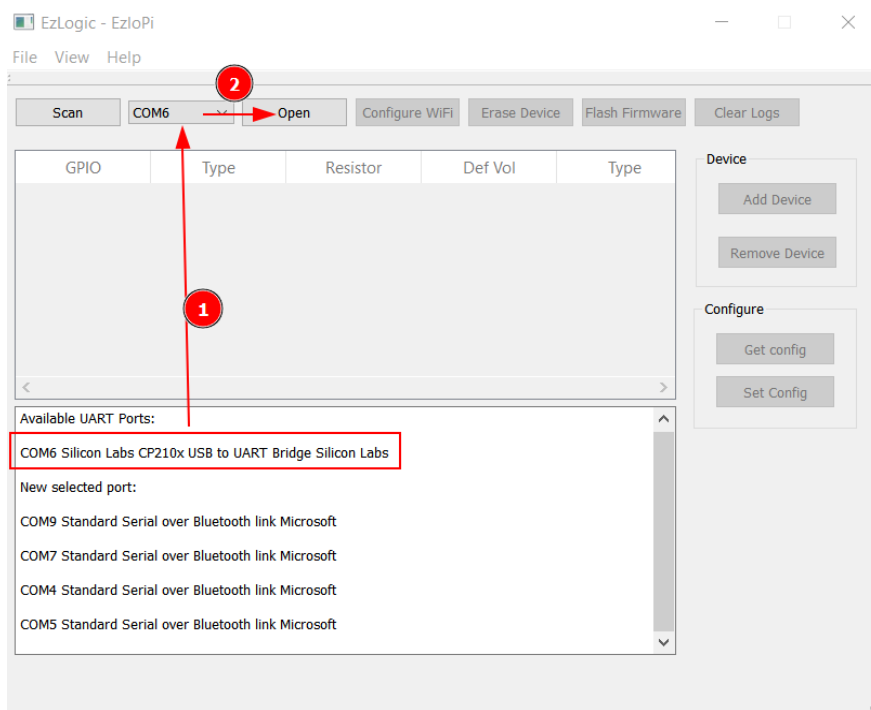 EzLogic - EzloPi
File View Help
2
Scan COM6 Open Configure WiFi Erase Device Flash Firmware Clear Logs
GPIO Type Resistor Def Vol Type
Device
Add Device
Remove Device
1
Configure
Get config
Set Config
Available UART Ports:
COM6 Silicon Labs CP210x USB to UART Bridge Silicon Labs
New selected port:
COM9 Standard Serial over Bluetooth link Microsoft
COM7 Standard Serial over Bluetooth link Microsoft
COM4 Standard Serial over Bluetooth link Microsoft
COM5 Standard Serial over Bluetooth link Microsoft